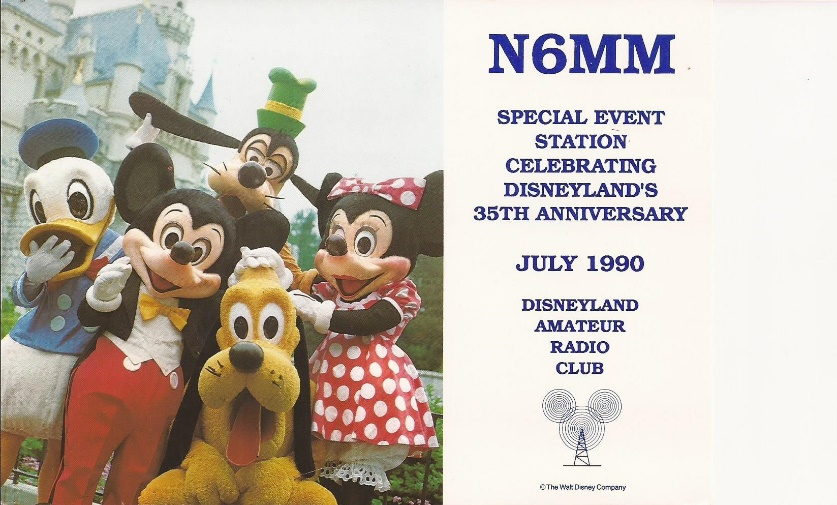 N6MM
SPECIAL EVENT
STATION
CELEBRATING
DISNEYLAND'S
35TH ANNIVERSARY
JULY 1990
DISNEYLAND
AMATEUR
RADIO
CLUB
© The Walt Disney Company